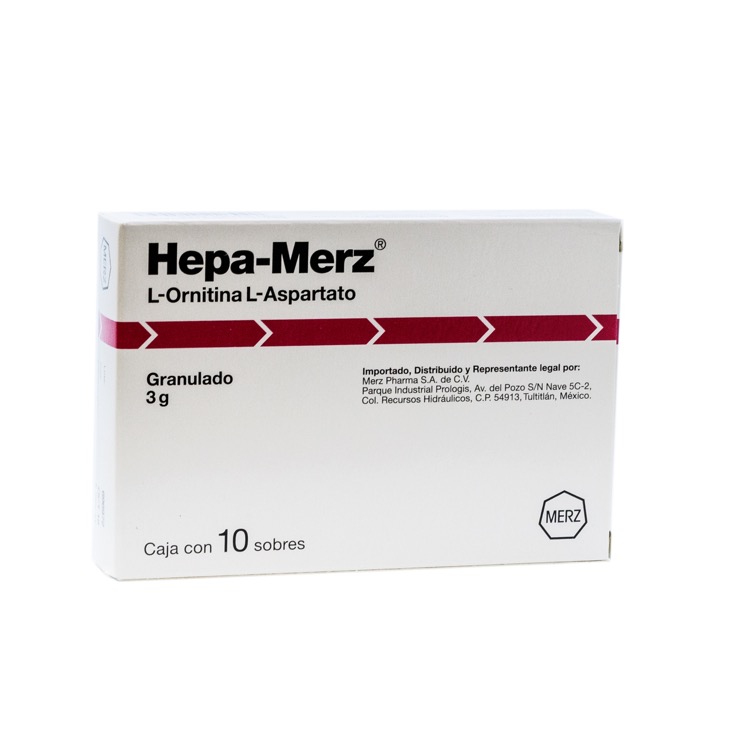 Hepa-Merz®
L-Ornitina L-Aspartato
Granulado
3 g
Importado, Distribuido y Representante legal por:
Merz Pharma S.A. de C.V.
Parque Industrial Prologis, Av. del Pozo S/N Nave 5C-2,
Col. Recursos Hidráulicos, C.P. 54913, Tultitlán, México.
Caja con 10 sobres
MERZ
MERZ